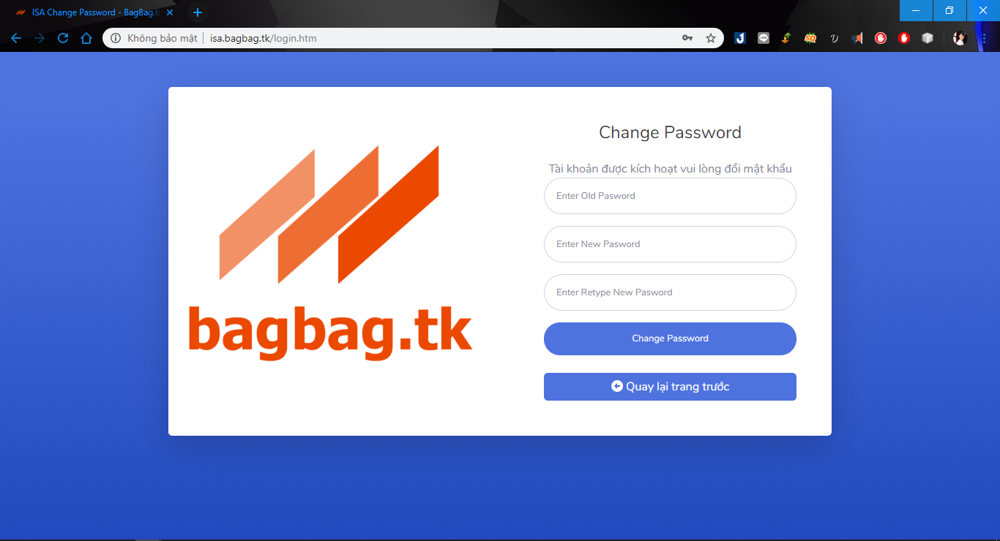 ISA Change Password - BagBag.t
Không bảo mật
isa.bagbag.tk/login.htm
LINE
SQ
bagbag.tk
Change Password
Tài khoản được kích hoạt vui lòng đổi mật khẩu
Enter Old Pasword
Enter New Pasword
Enter Retype New Pasword
Change Password
Quay lại trang trước